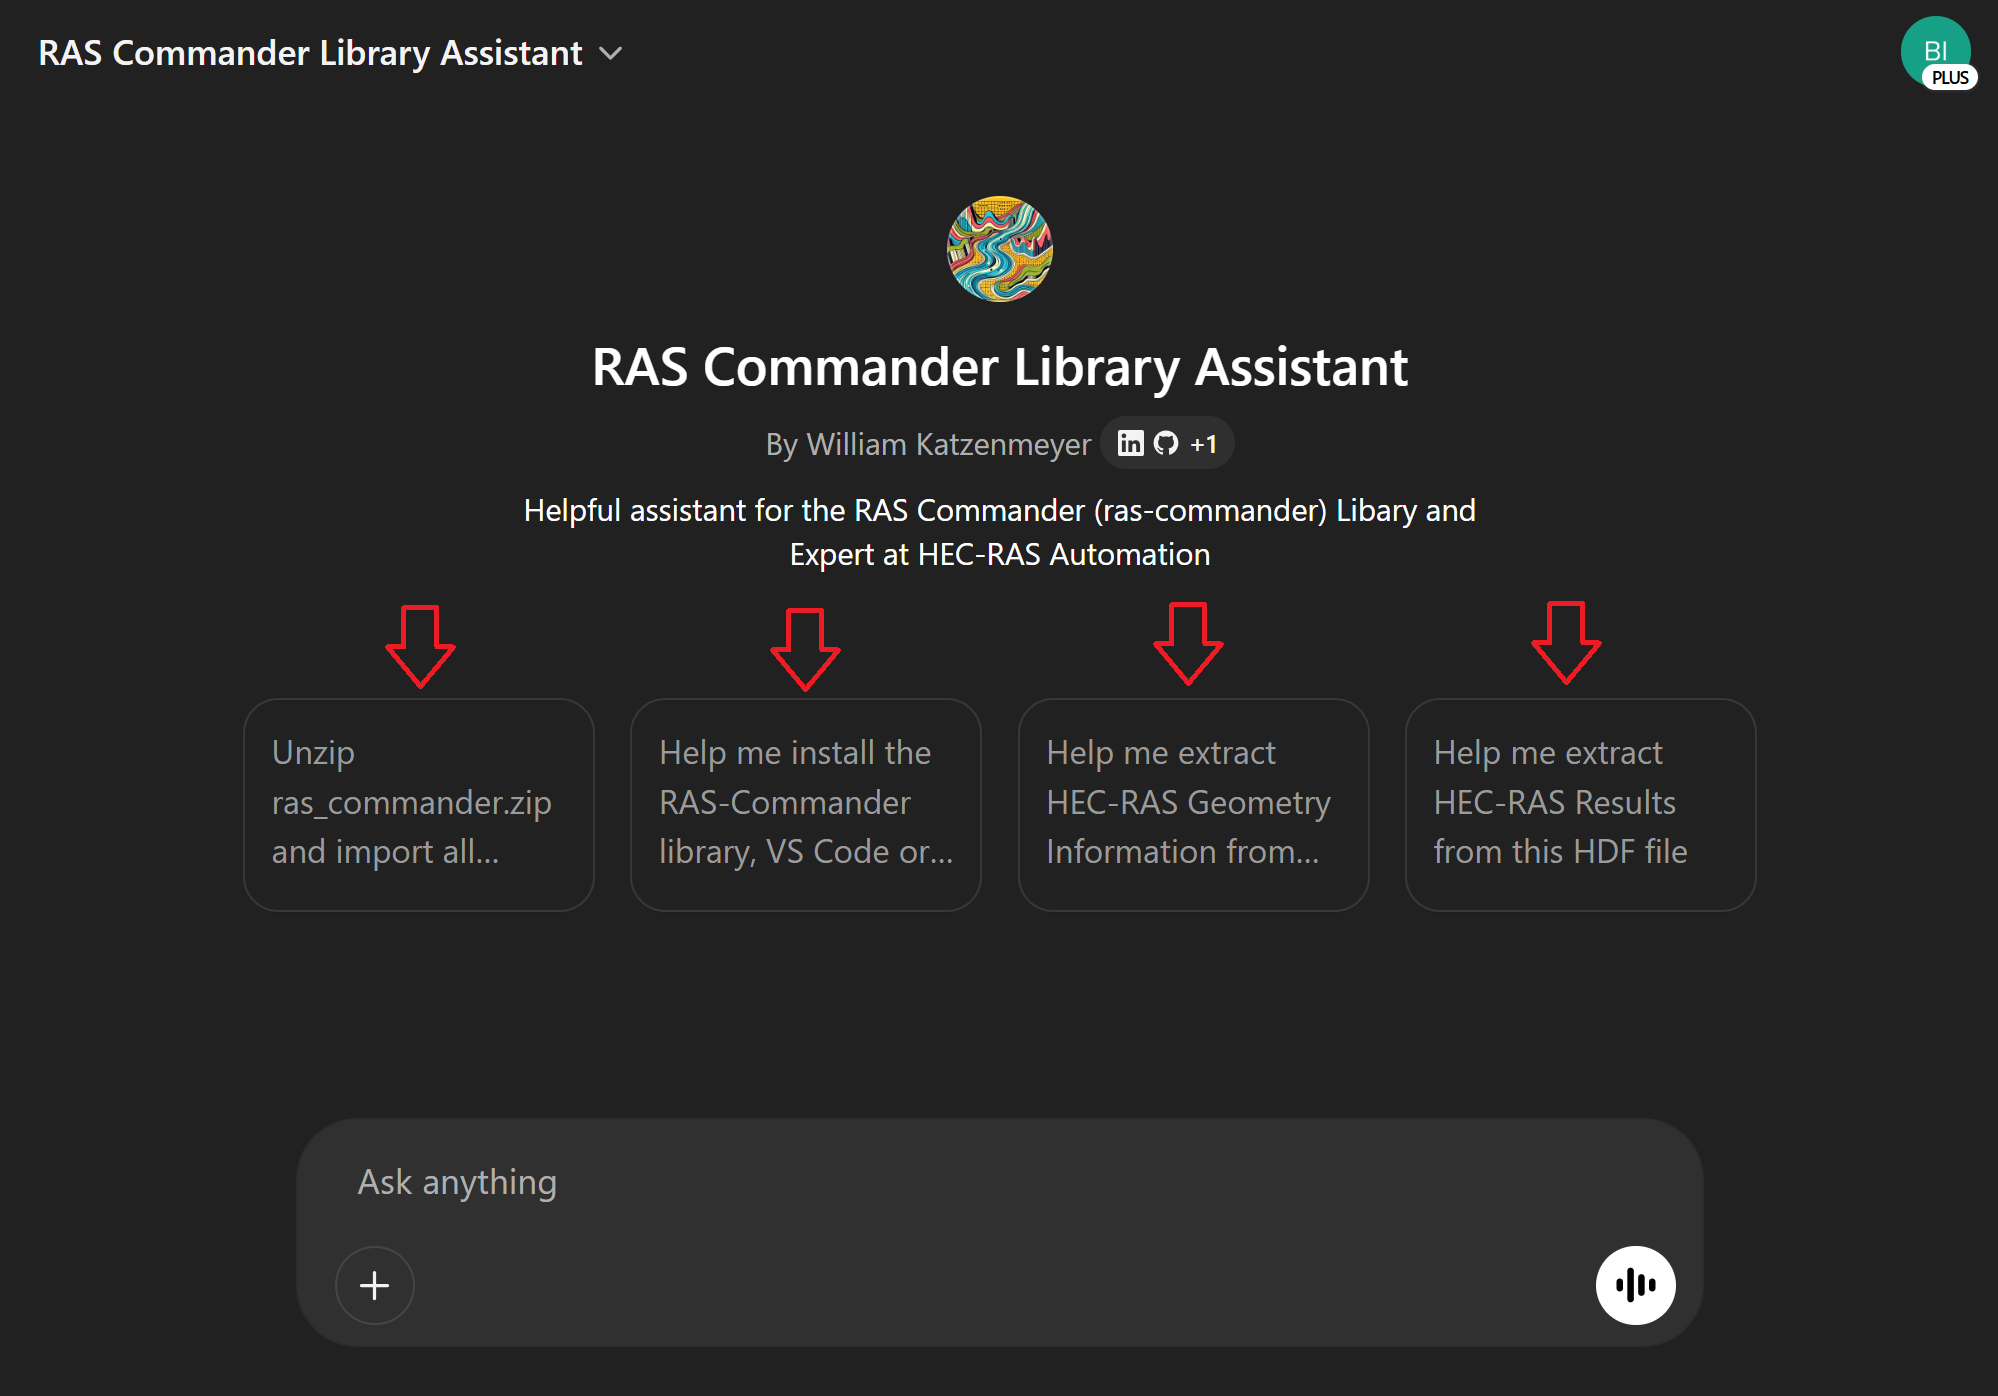 RAS Commander Library Assistant
BI
PLUS
RAS Commander Library Assistant
By William Katzenmeyer in +1
Helpful assistant for the RAS Commander (ras-commander) Libary and
Expert at HEC-RAS Automation
Unzip
ras_commander.zip
and import all...
Help me install the
RAS-Commander
library, VS Code or...
Help me extract
HEC-RAS Geometry
Information from...
Help me extract
HEC-RAS Results
from this HDF file
Ask anything